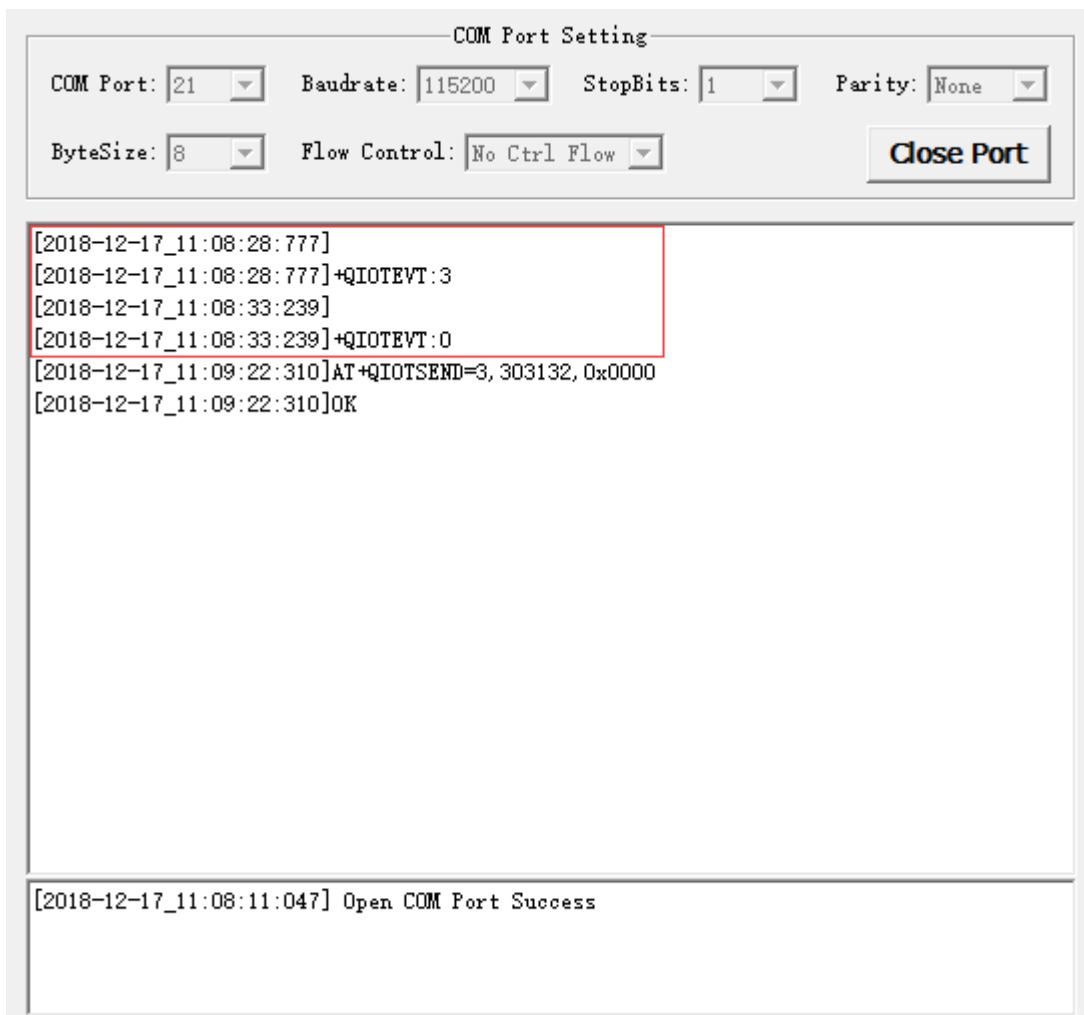 COM Port Setting
COM Port: 21 Baudrate: 115200 StopBits: 1 Parity: None
ByteSize: 8 Flow Control: No Ctrl Flow Close Port
[2018-12-17_11:08:28:777]
[2018-12-17_11:08:28:777]+QIOTEVT:3
[2018-12-17_11:08:33:239]
[2018-12-17_11:08:33:239]+QIOTEVT:0
[2018-12-17_11:09:22:310]AT+QIOTSEND=3,303132,0x0000
[2018-12-17_11:09:22:310]OK
[2018-12-17_11:08:11:047] Open COM Port Success